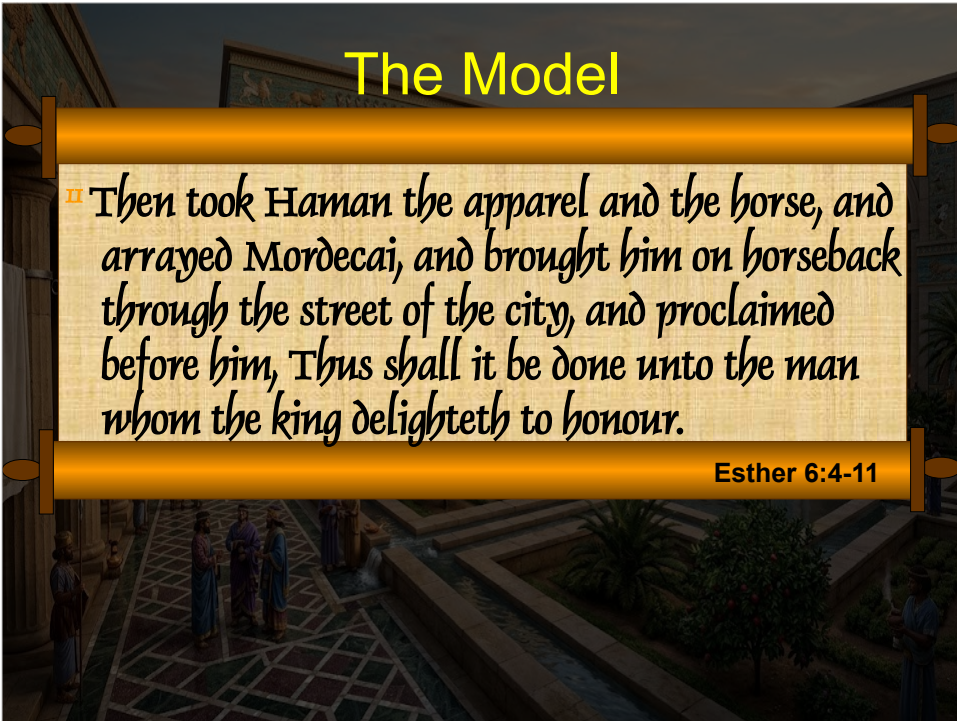 The Model
¤ Then took Haman the apparel and the horse, and
arrayed Mordecai, and brought him on horseback
through the street of the city, and proclaimed
before him, Thus shall it be done unto the man
whom the king delighteth to honour.
Esther 6:4-11